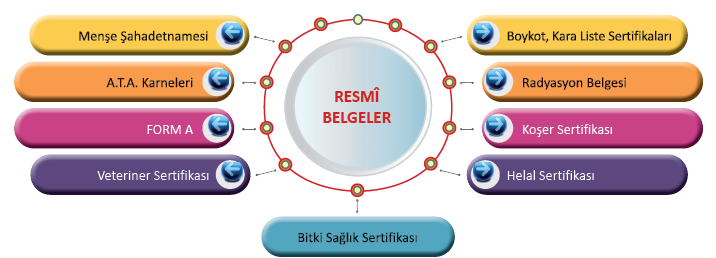 Menşe Şahadetnamesi
A.T.A. Karneleri
FORM A
Veteriner Sertifikası
RESMÎ
BELGELER
Boykot, Kara Liste Sertifikaları
Radyasyon Belgesi
Koşer Sertifikası
Helal Sertifikası
Bitki Sağlık Sertifikası